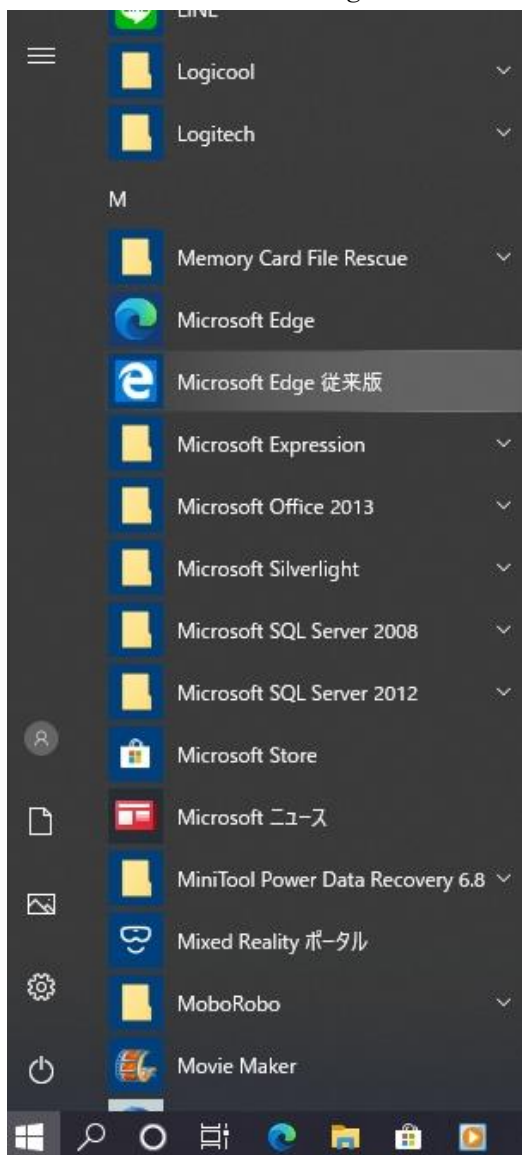 LINE
Logicool
Logitech
M
Memory Card File Rescue
Microsoft Edge
Microsoft Edge 従来版
Microsoft Expression
Microsoft Office 2013
Microsoft Silverlight
Microsoft SQL Server 2008
Microsoft SQL Server 2012
Microsoft Store
Microsoft ニュース
MiniTool Power Data Recovery 6.8
Mixed Reality ポータル
MoboRobo
Movie Maker